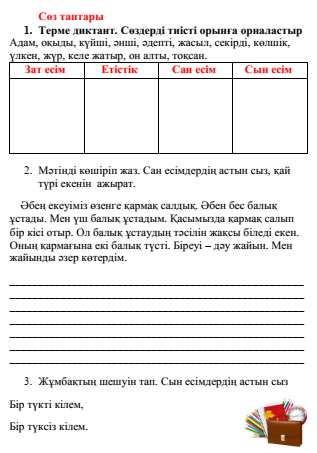 Сөз таптары
1. Терме диктант. Сөздерді тиісті орынға орналастыр
Адам, оқыды, күйші, әнші, әдепті, жасыл, секірді, көлшік,
үлкен, жүр, келе жатыр, он алты, тоқсан.
Зат есім Етістік Сан есім Сын есім
2. Мәтінді көшіріп жаз. Сан есімдердің астын сыз, қай
түрі екенін ажырат.
Әбең екеуіміз өзенге қармақ салдық. Әбен бес балық
ұстады. Мен үш балық ұстадым. Қасымызда қармақ салып
бір кісі отыр. Ол балық ұстаудың тәсілін жақсы біледі екен.
Оның қармағына екі балық түсті. Біреуі – дәу жайын. Мен
жайынды әзер көтердім.
3. Жұмбақтың шешуін тап. Сын есімдердің астын сыз
Бір түкті кілем,
Бір түксіз кілем.